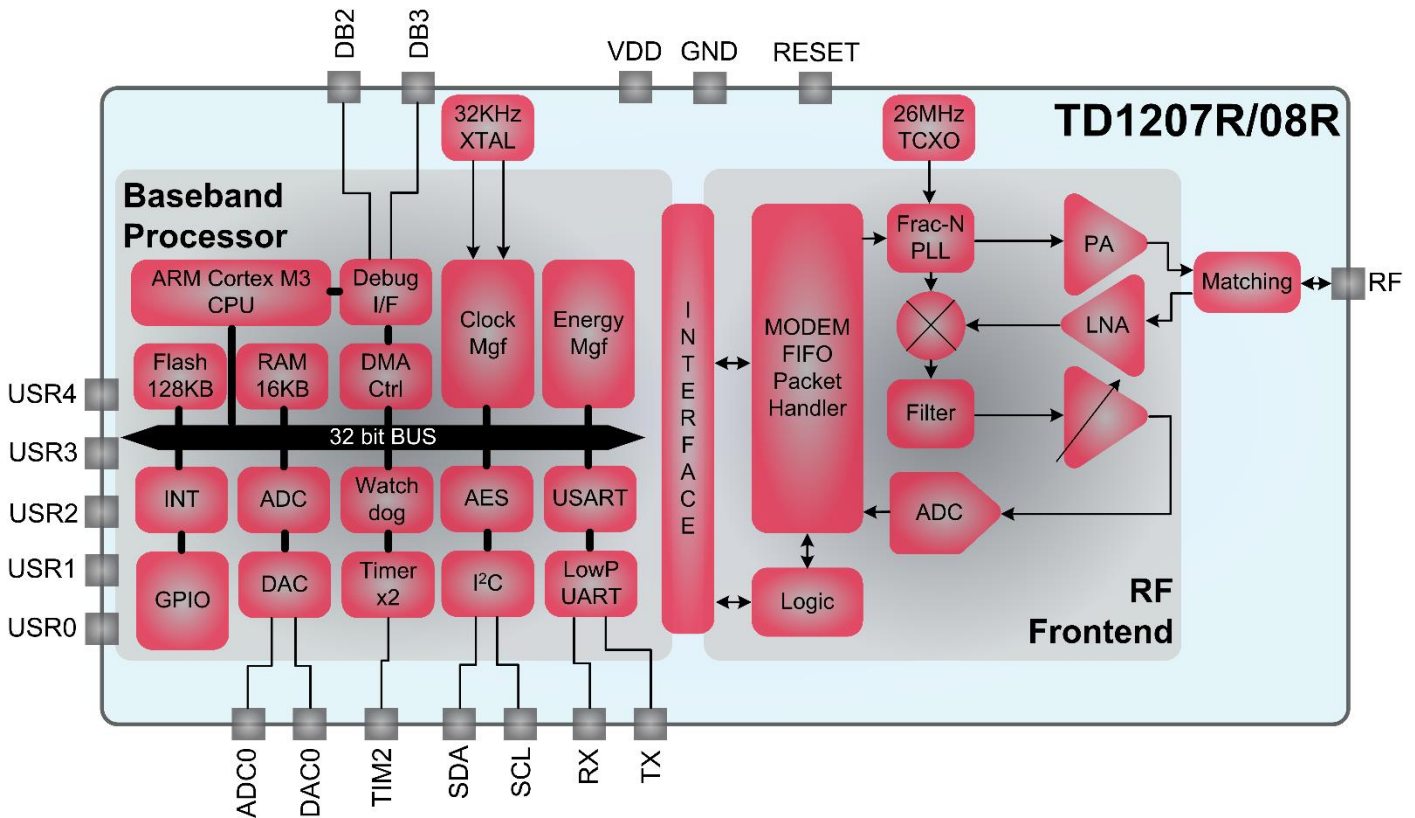 DB2
DB3
VDD
GND
RESET
TD1207R/08R
32KHz
XTAL
26MHz
TCXO
Baseband
Processor
ARM Cortex M3
CPU
Debug
I/F
Clock
Mgf
Energy
Mgf
Flash
128KB
RAM
16KB
DMA
Ctrl
32 bit BUS
INT
ADC
Watch
dog
AES
USART
GPIO
DAC
Timer
x2
I²C
LowP
UART
USR4
USR3
USR2
USR1
USR0
INTERFACE
MODEM
FIFO
Packet
Handler
Logic
Frac-N
PLL
PA
LNA
Matching
RF
Filter
ADC
RF
Frontend
ADC0
DAC0
TIM2
SDA
SCL
RX
TX